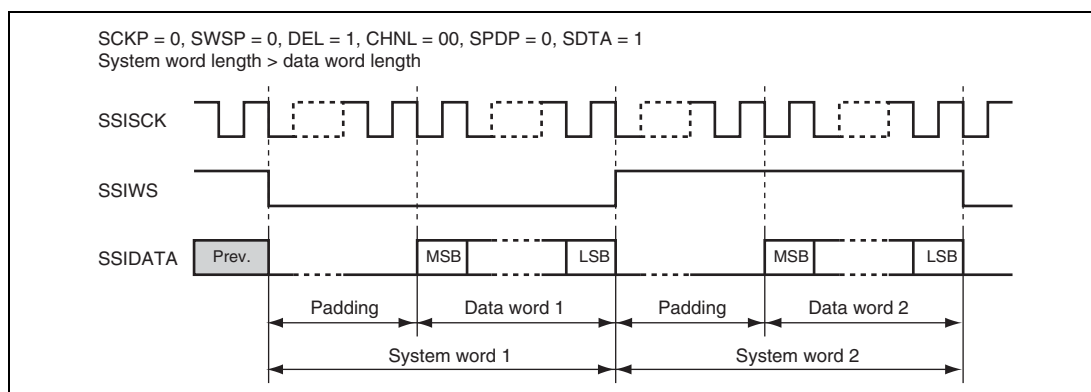 SCKP = 0, SWSP = 0, DEL = 1, CHNL = 00, SPDP = 0, SDTA = 1
System word length > data word length
SSISCK
SSIWS
SSIDATA
Prev.
MSB
LSB
MSB
LSB
Padding
Data word 1
Padding
Data word 2
System word 1
System word 2